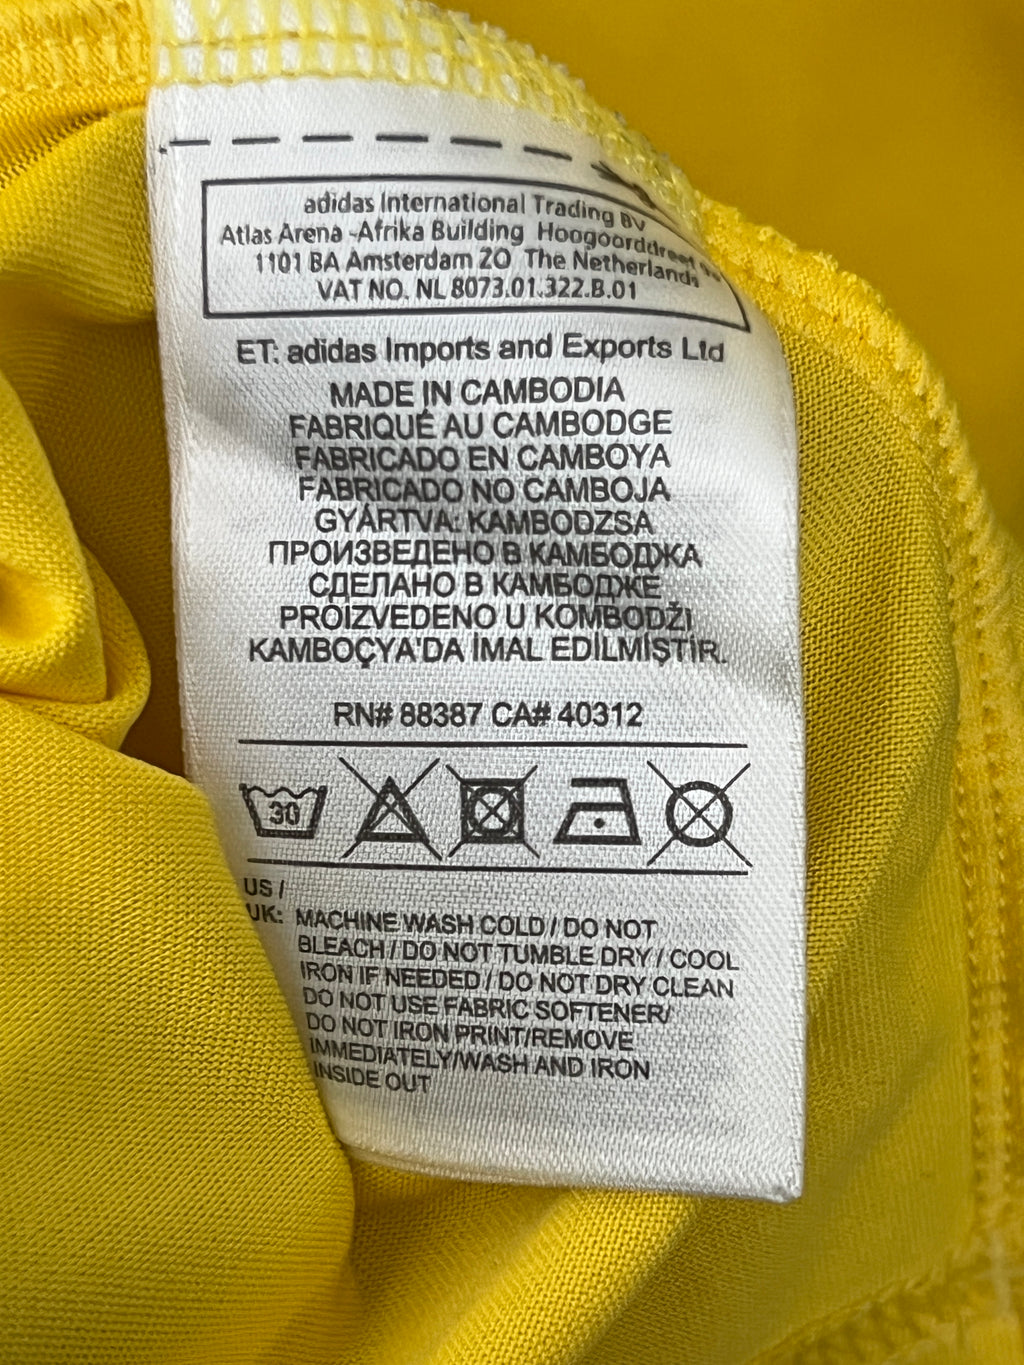 adidas International Trading BV
Atlas Arena -Afrika Building Hoogoorddreet
1101 BA Amsterdam ZO The Netherlands
VAT NO. NL 8073.01.322.B.01
ET: adidas Imports and Exports Ltd
MADE IN CAMBODIA
FABRIQUÉ AU CAMBODGE
FABRICADO EN CAMBOYA
FABRICADO NO CAMBOJA
GYÁRTVA: KAMBODZSA
ПРОИЗВЕДЕНО В КАМБОДЖА
СДЕЛАНО В КАМБОДЖЕ
PROIZVEDENO U KOMBODŽI
KAMBOÇYA'DA İMAL EDİLMİŞTİR.
RN# 88387 CA# 40312
30
US /
UK: MACHINE WASH COLD / DO NOT
BLEACH / DO NOT TUMBLE DRY / COOL
IRON IF NEEDED / DO NOT DRY CLEAN
DO NOT USE FABRIC SOFTENER/
DO NOT IRON PRINT/REMOVE
IMMEDIATELY/WASH AND IRON
INSIDE OUT